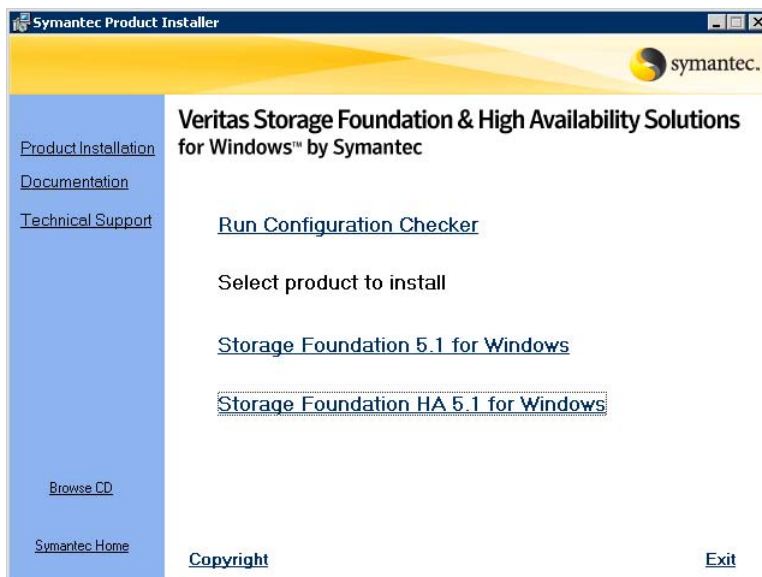 Symantec Product Installer
symantec.
Product Installation
Documentation
Technical Support
Browse CD
Symantec Home
Veritas Storage Foundation & High Availability Solutions
for Windows™ by Symantec
Run Configuration Checker
Select product to install
Storage Foundation 5.1 for Windows
Storage Foundation HA 5.1 for Windows
Copyright
Exit